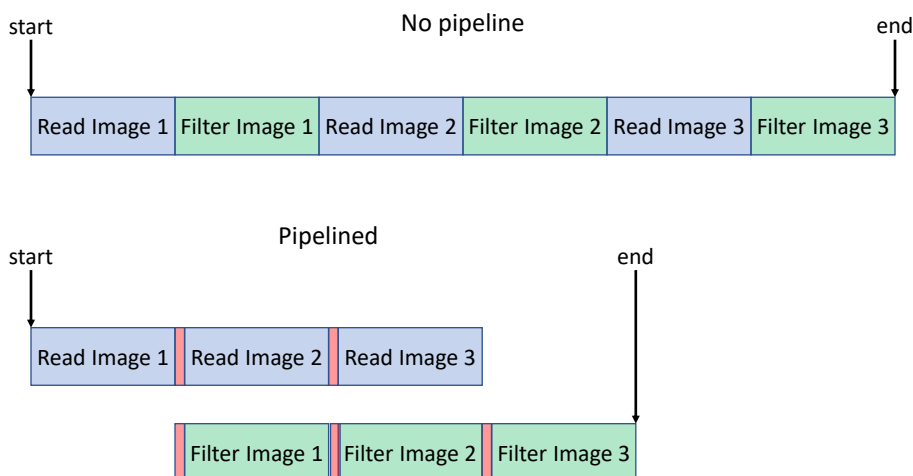 No pipeline
start
end
Read Image 1 Filter Image 1 Read Image 2 Filter Image 2 Read Image 3 Filter Image 3
Pipelined
start
end
Read Image 1 Read Image 2 Read Image 3
Filter Image 1 Filter Image 2 Filter Image 3